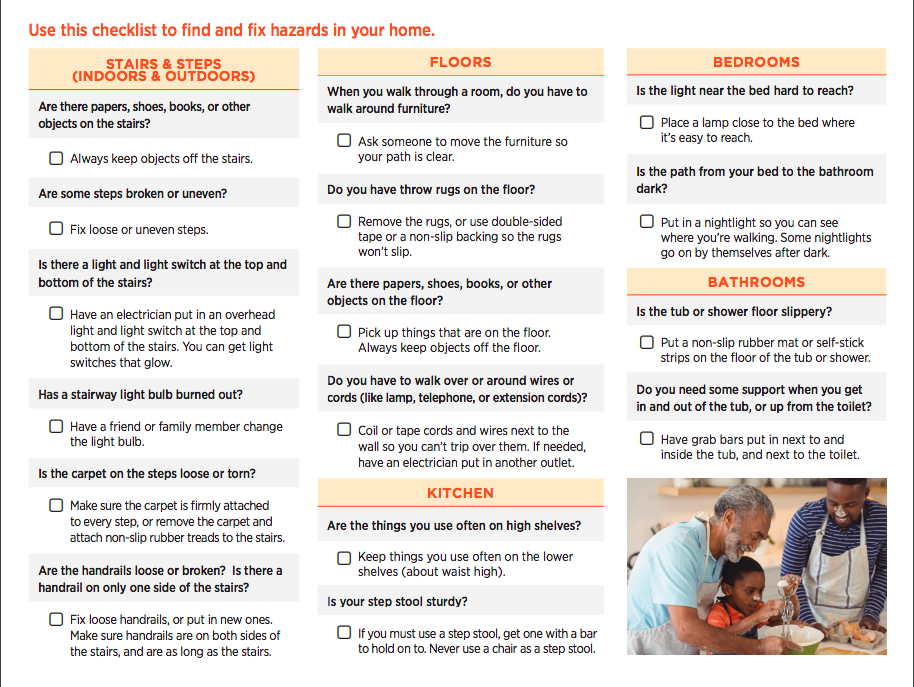 Use this checklist to find and fix hazards in your home.
STAIRS & STEPS
(INDOORS & OUTDOORS)
Are there papers, shoes, books, or other
objects on the stairs?
Always keep objects off the stairs.
Are some steps broken or uneven?
Fix loose or uneven steps.
Is there a light and light switch at the top and
bottom of the stairs?
Have an electrician put in an overhead
light and light switch at the top and
bottom of the stairs. You can get light
switches that glow.
Has a stairway light bulb burned out?
Have a friend or family member change
the light bulb.
Is the carpet on the steps loose or torn?
Make sure the carpet is firmly attached
to every step, or remove the carpet and
attach non-slip rubber treads to the stairs.
Are the handrails loose or broken? Is there a
handrail on only one side of the stairs?
Fix loose handrails, or put in new ones.
Make sure handrails are on both sides of
the stairs, and are as long as the stairs.
FLOORS
When you walk through a room, do you have to
walk around furniture?
Ask someone to move the furniture so
your path is clear.
Do you have throw rugs on the floor?
Remove the rugs, or use double-sided
tape or a non-slip backing so the rugs
won't slip.
Are there papers, shoes, books, or other
objects on the floor?
Pick up things that are on the floor.
Always keep objects off the floor.
Do you have to walk over or around wires or
cords (like lamp, telephone, or extension cords)?
Coil or tape cords and wires next to the
wall so you can't trip over them. If needed,
have an electrician put in another outlet.
KITCHEN
Are the things you use often on high shelves?
Keep things you use often on the lower
shelves (about waist high).
Is your step stool sturdy?
If you must use a step stool, get one with a bar
to hold on to. Never use a chair as a step stool.
BEDROOMS
Is the light near the bed hard to reach?
Place a lamp close to the bed where
it's easy to reach.
Is the path from your bed to the bathroom
dark?
Put in a nightlight so you can see
where you're walking. Some nightlights
go on by themselves after dark.
BATHROOMS
Is the tub or shower floor slippery?
Put a non-slip rubber mat or self-stick
strips on the floor of the tub or shower.
Do you need some support when you get
in and out of the tub, or up from the toilet?
Have grab bars put in next to and
inside the tub, and next to the toilet.